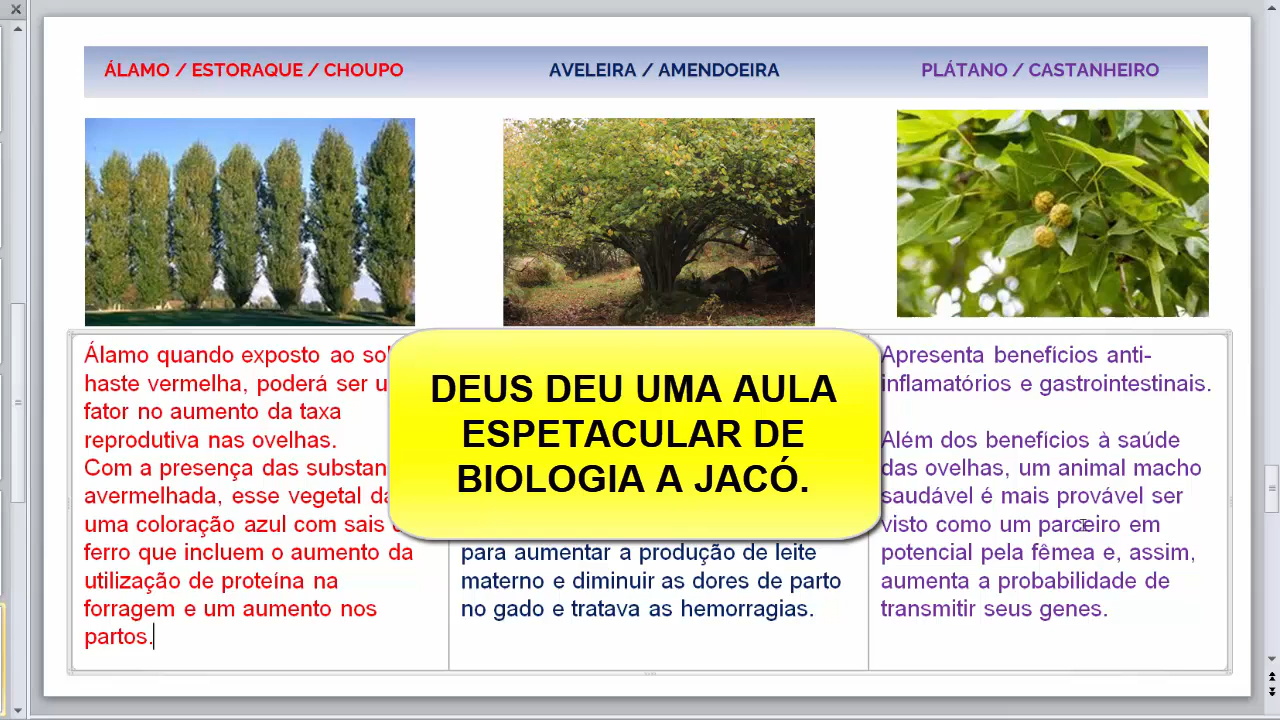 ÁLAMO / ESTORAQUE / CHOUPO
AVELEIRA / AMENDOEIRA
PLÁTANO / CASTANHEIRO
Álamo quando exposto ao sol
haste vermelha, poderá ser u
fator no aumento da taxa
reprodutiva nas ovelhas.
Com a presença das substan
avermelhada, esse vegetal da
uma coloração azul com sais
ferro que incluem o aumento da
utilização de proteína na
forragem e um aumento nos
partos.
DEUS DEU UMA AULA
ESPETACULAR DE
BIOLOGIA A JACÓ.
para aumentar a produção de leite
materno e diminuir as dores de parto
no gado e tratava as hemorragias.
Apresenta benefícios anti-
inflamatórios e gastrointestinais.
Além dos benefícios à saúde
das ovelhas, um animal macho
saudável é mais provável ser
visto como um parceiro em
potencial pela fêmea e, assim,
aumenta a probabilidade de
transmitir seus genes.